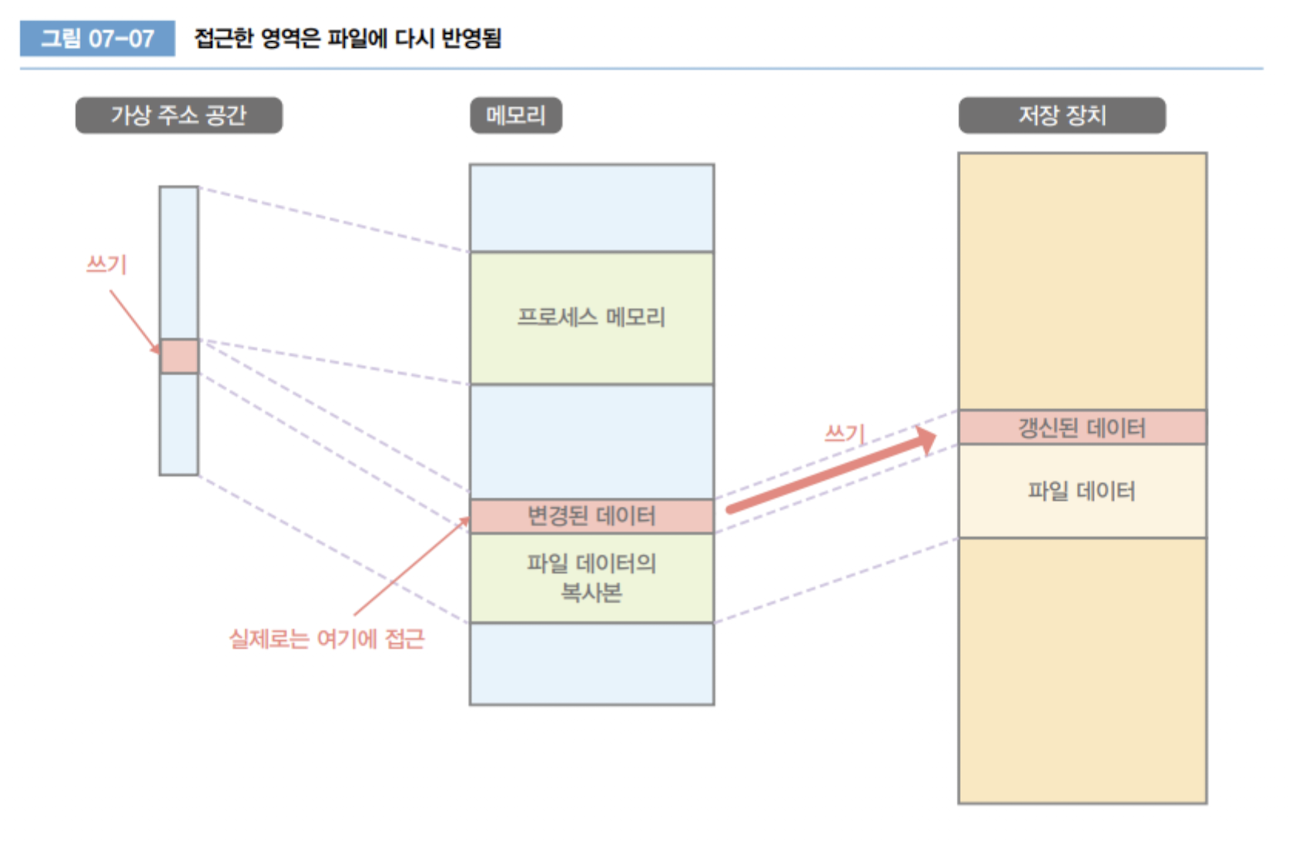 그림 07-07 접근한 영역은 파일에 다시 반영됨
가상 주소 공간
메모리
저장 장치
쓰기
프로세스 메모리
쓰기
갱신된 데이터
파일 데이터
변경된 데이터
파일 데이터의
복사본
실제로는 여기에 접근